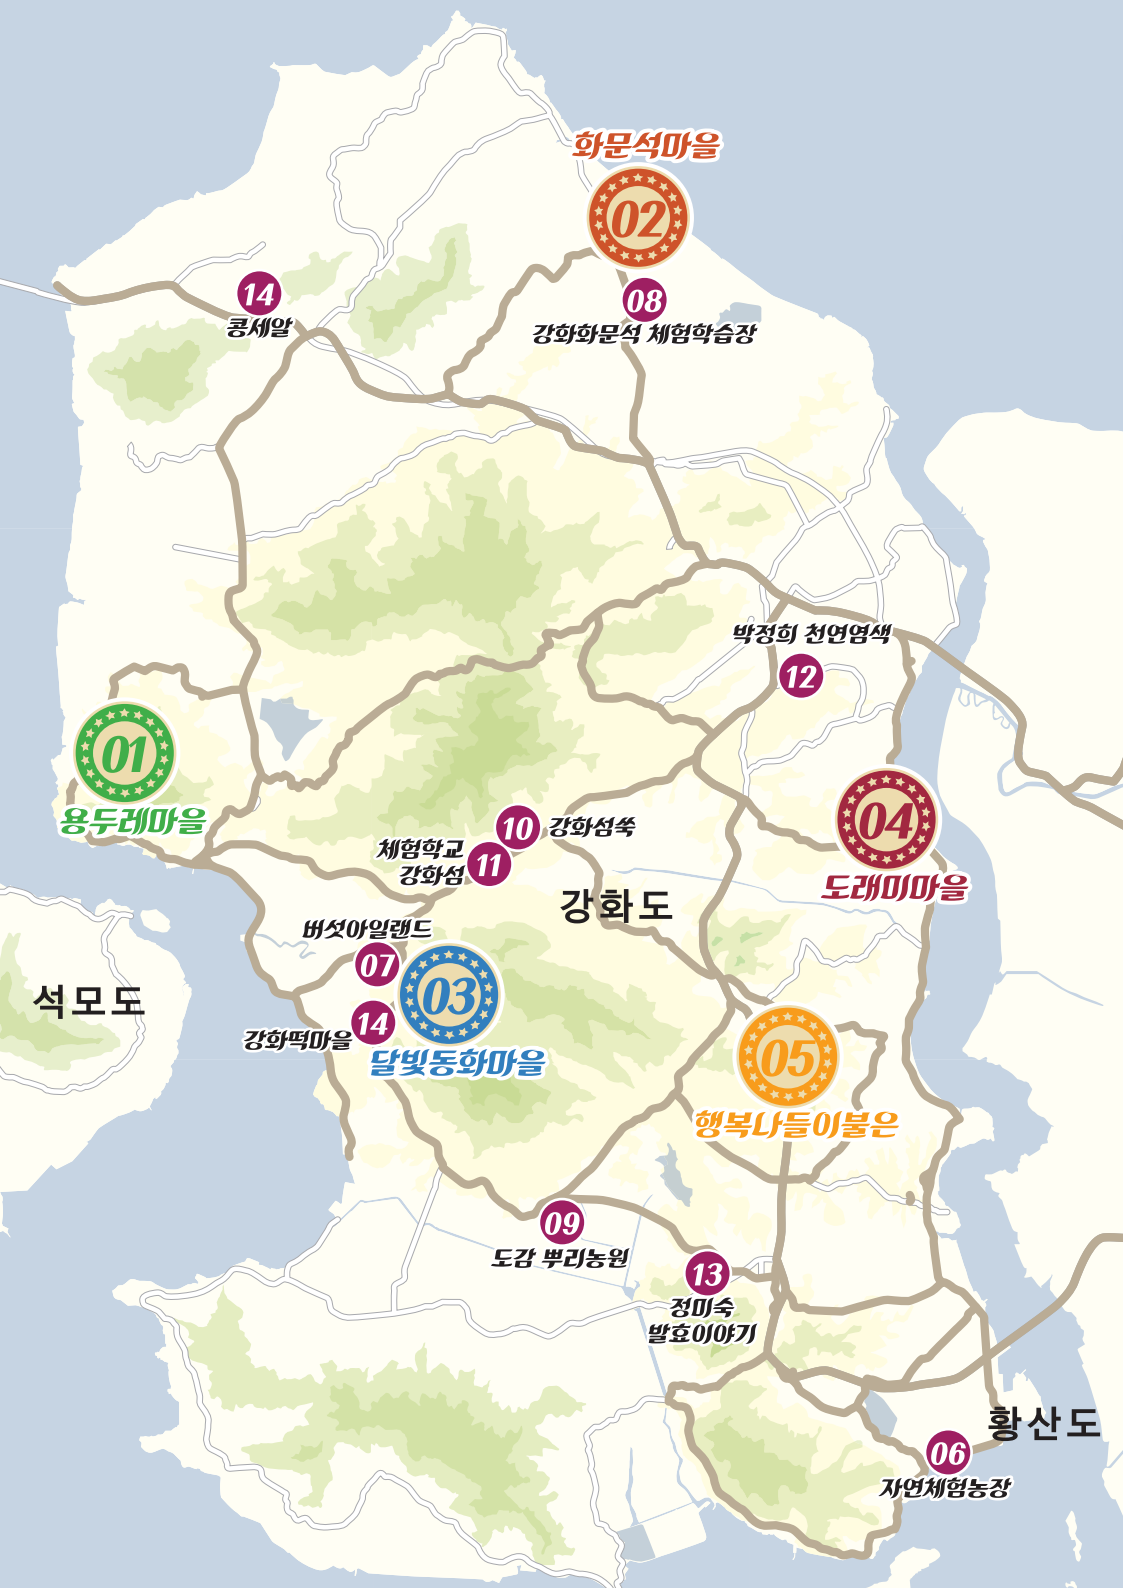 화문석마을
02
14
콩세알
08
강화화문석 체험학습장
박정희 천연염색
12
01
용두레마을
10
강화섬쑥
체험학교
강화섬
11
04
도래미마을
강화도
버섯아일랜드
07
03
석모도
14
강화떡마을
달빛동화마을
05
행복나들이불은
09
도감 뿌리농원
13
정미숙
발효이야기
황산도
06
자연체험농장